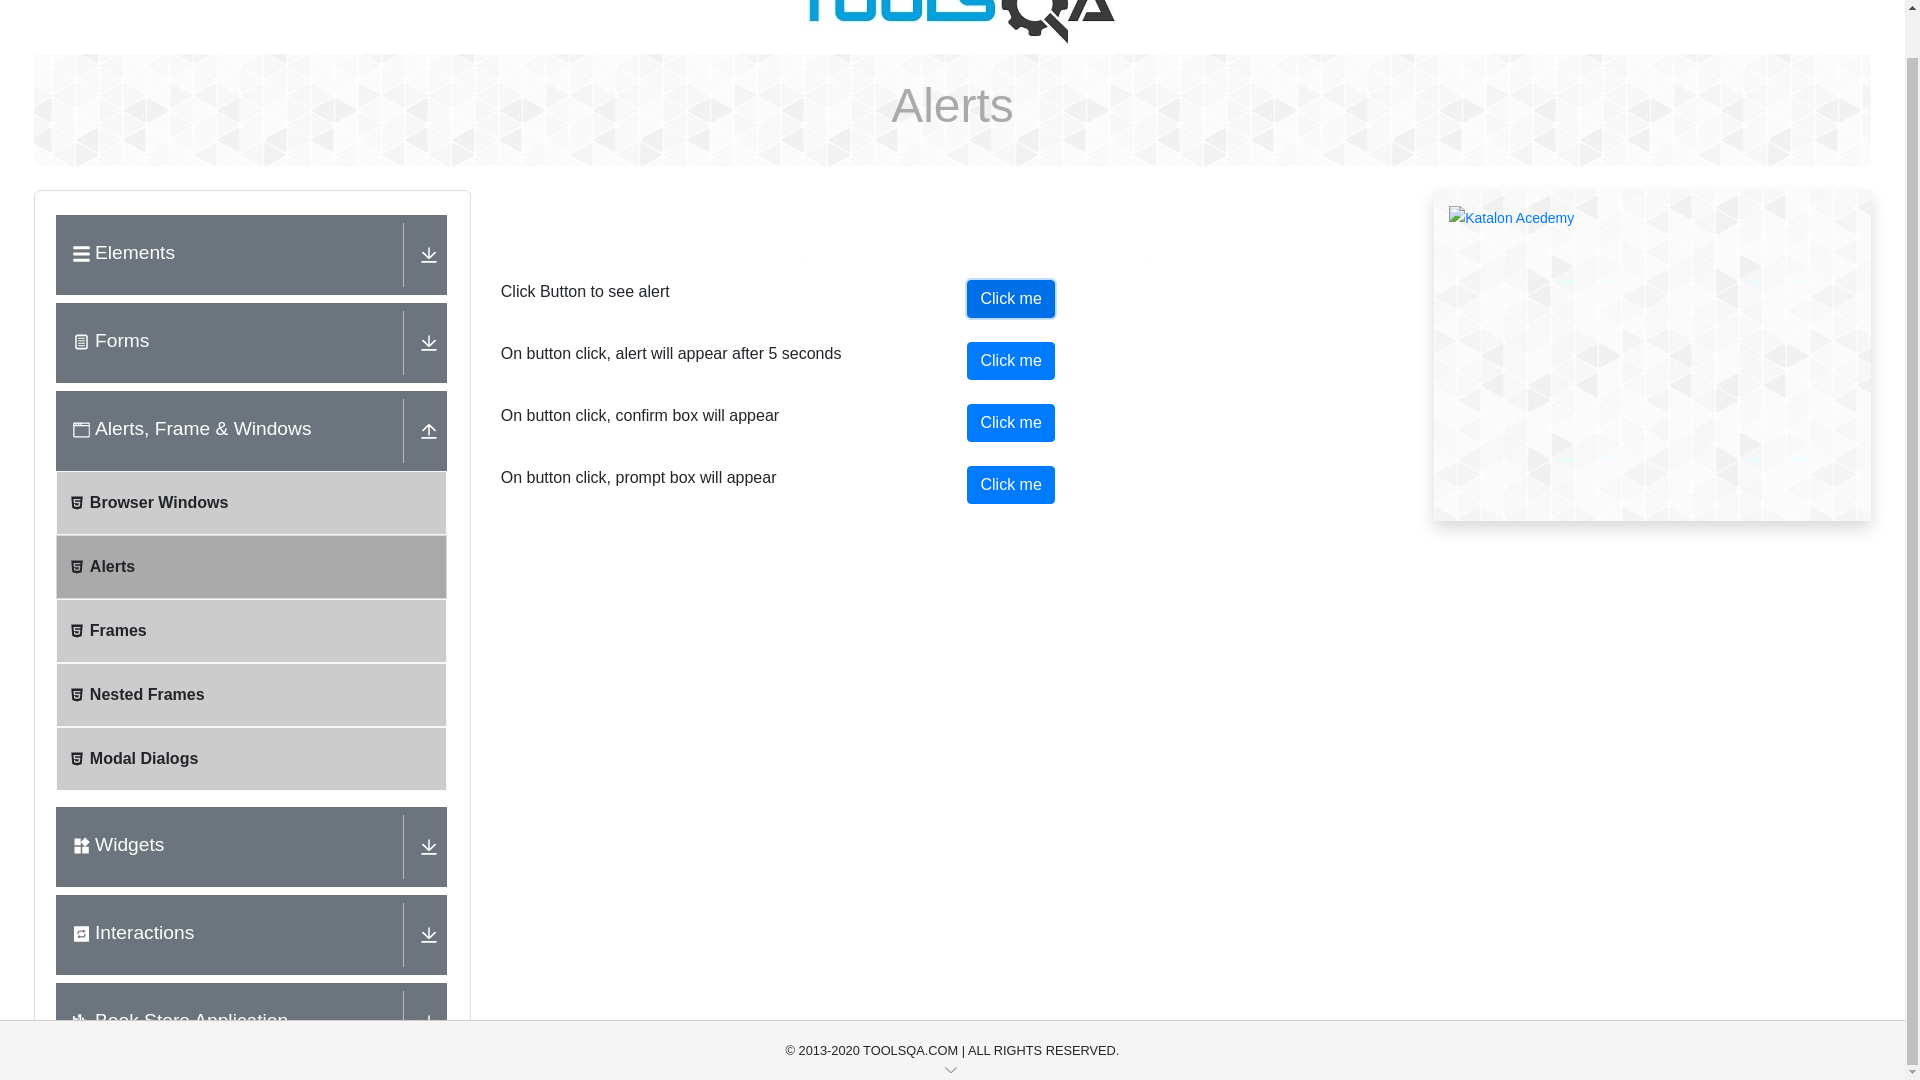 TOOLSQA
Alerts
Elements
Forms
Alerts, Frame & Windows
Browser Windows
Alerts
Frames
Nested Frames
Modal Dialogs
Widgets
Interactions
Book Store Application
Click Button to see alert
Click me
On button click, alert will appear after 5 seconds
Click me
On button click, confirm box will appear
Click me
On button click, prompt box will appear
Click me
Katalon Acedemy
© 2013-2020 TOOLSQA.COM | ALL RIGHTS RESERVED.